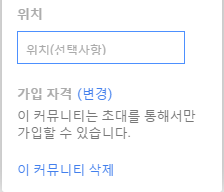 위치
위치(선택사항)
가입 자격 (변경)
이 커뮤니티는 초대를 통해서만
가입할 수 있습니다.
이 커뮤니티 삭제